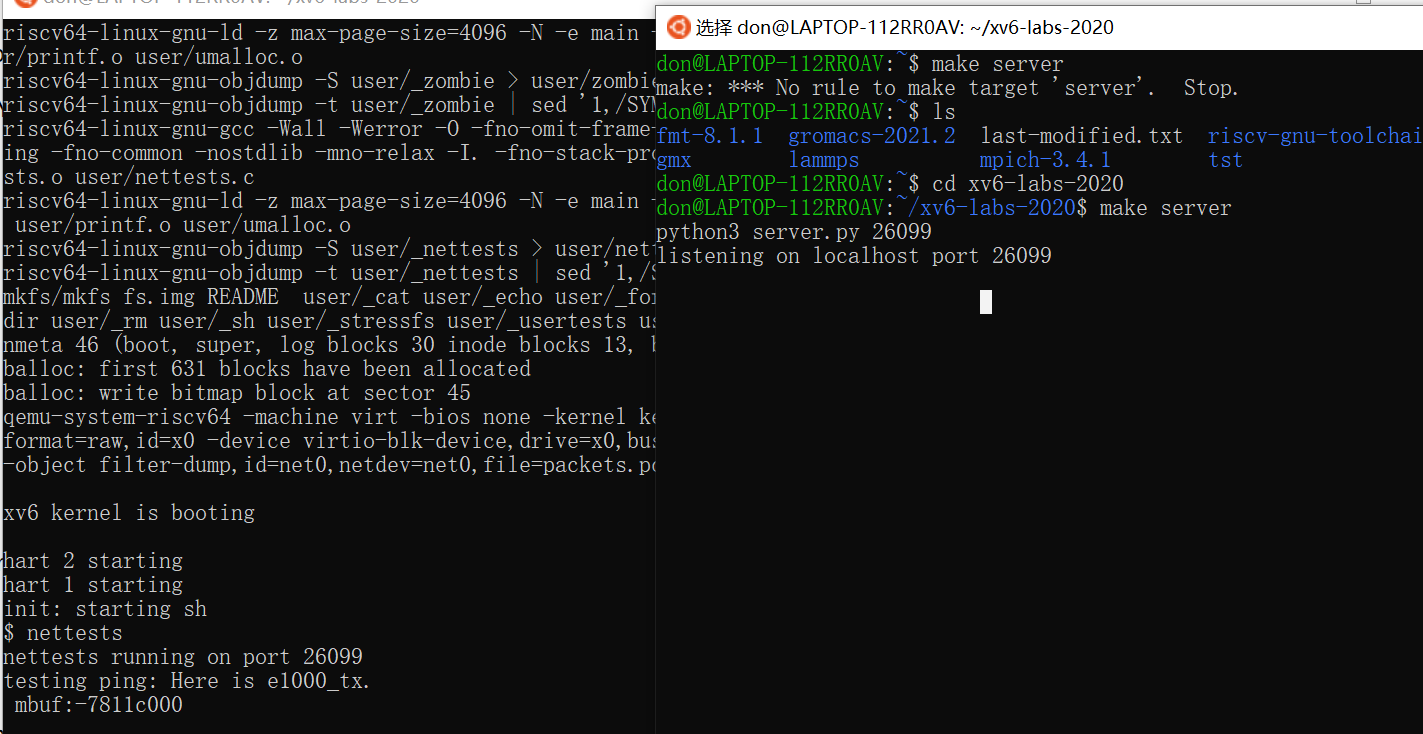 riscv64-linux-gnu-ld -z max-page-size=4096 -N -e main
r/printf.o user/umalloc.o
riscv64-linux-gnu-objdump -S user/_zombie > user/zombie
riscv64-linux-gnu-objdump -t user/_zombie | sed '1,/SYM
riscv64-linux-gnu-gcc -Wall -Werror -O -fno-omit-frame-
ing -fno-common -nostdlib -mno-relax -I. -fno-stack-pro
sts.o user/nettests.c
riscv64-linux-gnu-ld -z max-page-size=4096 -N -e main
user/printf.o user/umalloc.o
riscv64-linux-gnu-objdump -S user/_nettests > user/nett
riscv64-linux-gnu-objdump -t user/_nettests | sed '1,/S
mkfs/mkfs fs.img README user/_cat user/_echo user/_for
dir user/_rm user/_sh user/_stressfs user/_usertests us
nmeta 46 (boot, super, log blocks 30 inode blocks 13, b
balloc: first 631 blocks have been allocated
balloc: write bitmap block at sector 45
qemu-system-riscv64 -machine virt -bios none -kernel ke
format=raw,id=x0 -device virtio-blk-device,drive=x0,bus
-object filter-dump,id=net0,netdev=net0,file=packets.pc
xv6 kernel is booting
hart 2 starting
hart 1 starting
init: starting sh
$ nettests
nettests running on port 26099
testing ping: Here is e1000_tx.
mbuf:-7811c000
选择 don@LAPTOP-112RR0AV: ~/xv6-labs-2020
don@LAPTOP-112RR0AV:~$ make server
make: *** No rule to make target 'server'. Stop.
don@LAPTOP-112RR0AV:~$ ls
fmt-8.1.1 gromacs-2021.2 last-modified.txt riscv-gnu-toolchai
gmx lammps mpich-3.4.1 tst
don@LAPTOP-112RR0AV:~$ cd xv6-labs-2020
don@LAPTOP-112RR0AV:~/xv6-labs-2020$ make server
python3 server.py 26099
listening on localhost port 26099